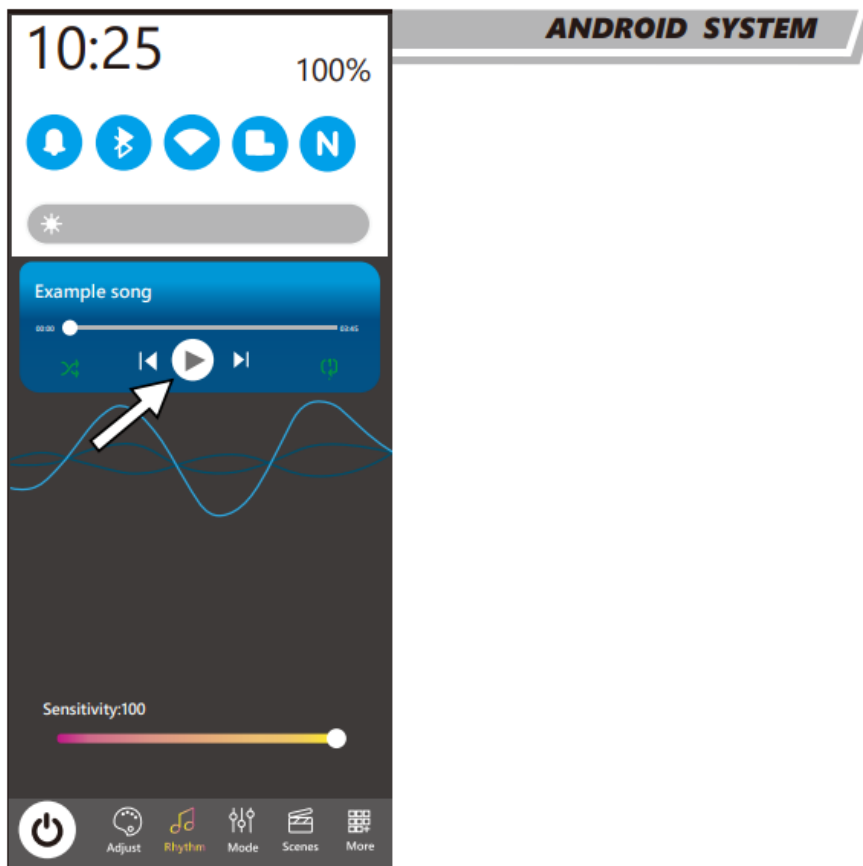 ANDROID SYSTEM
10:25
100%
N
Example song
00:00
03:45
Sensitivity:100
Adjust
Rhythm
Mode
Scenes
More